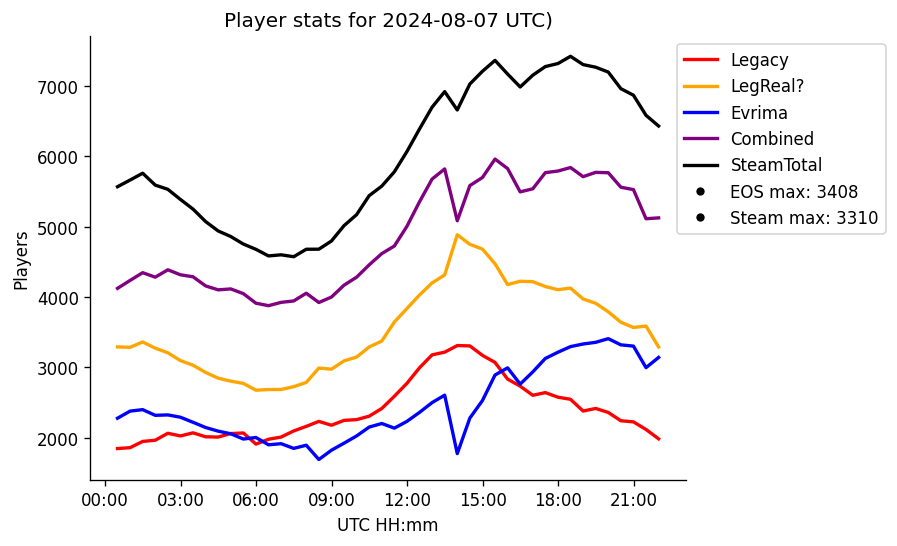 Player stats for 2024-08-07 UTC)
Legacy
LegReal?
Evrima
Combined
SteamTotal
EOS max: 3408
Steam max: 3310
Players
7000
6000
5000
4000
3000
2000
00:00 03:00 06:00 09:00 12:00 15:00 18:00 21:00
UTC HH:mm